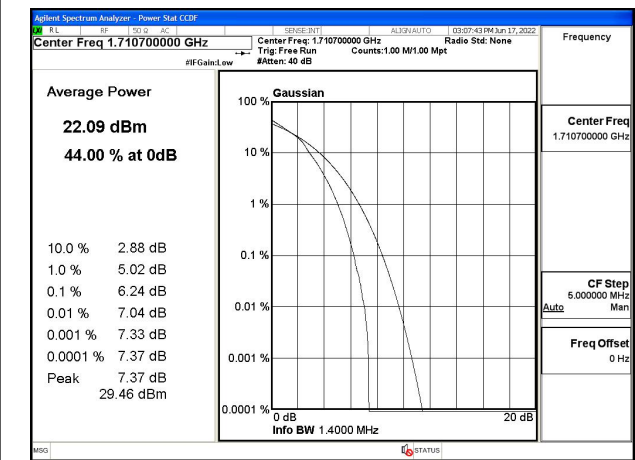 Agilent Spectrum Analyzer - Power Stat CCDF
RL RF 50 Ω AC SENSE:INT ALIGN AUTO 03:07:43 PM Jun 17, 2022
Center Freq 1.710700000 GHz
Center Freq: 1.710700000 GHz Radio Std: None
Trig: Free Run Counts:1.00 M/1.00 Mpt
#IFGain:Low #Atten: 40 dB
Frequency
Average Power
22.09 dBm
44.00 % at 0dB
10.0 % 2.88 dB
1.0 % 5.02 dB
0.1 % 6.24 dB
0.01 % 7.04 dB
0.001 % 7.33 dB
0.0001 % 7.37 dB
Peak 7.37 dB
29.46 dBm
Gaussian
100 %
10 %
1 %
0.1 %
0.01 %
0.001 %
0.0001 %
0 dB 20 dB
Info BW 1.4000 MHz
Center Freq
1.710700000 GHz
CF Step
5.000000 MHz
Auto Man
Freq Offset
0 Hz
MSG STATUS